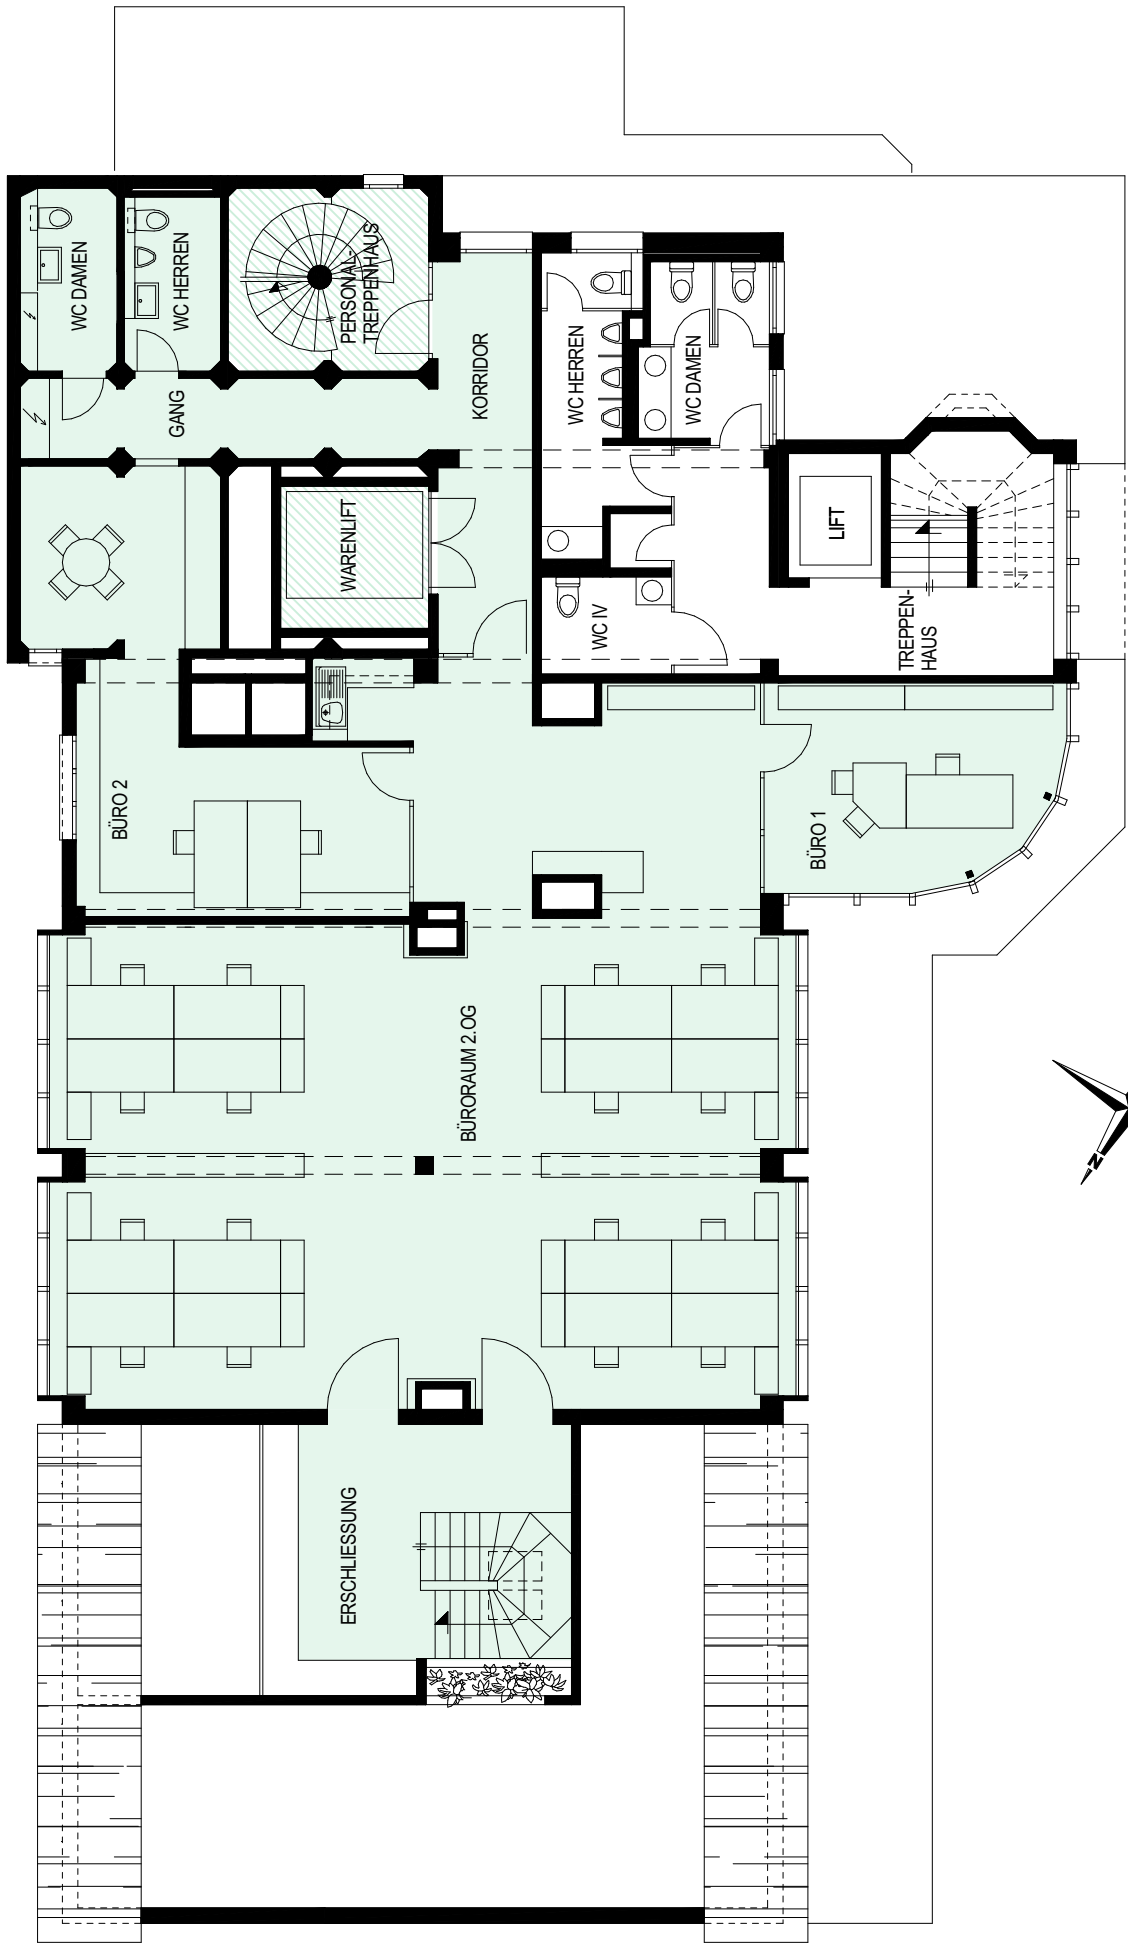 WC DAMEN
WC HERREN
PERSONAL-
TREPPENHAUS
GANG
KORRIDOR
WC HERREN
WC DAMEN
WARENLIFT
LIFT
WC IV
TREPPEN-
HAUS
BÜRO 2
BÜRO 1
BÜRORAUM 2.OG
N
ERSCHLIESSUNG